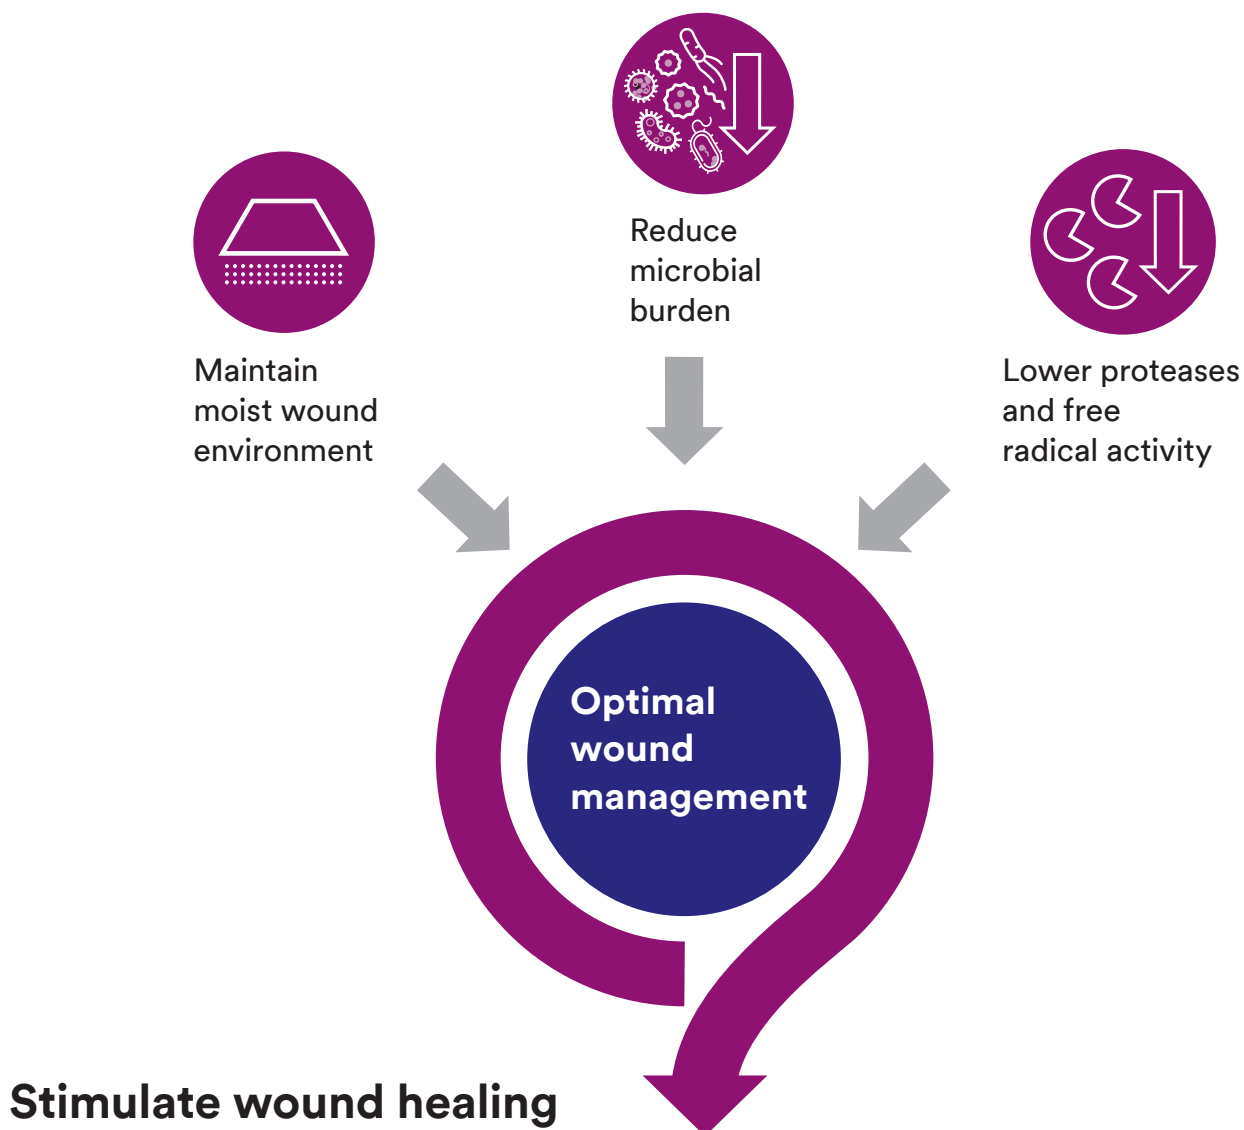 Reduce
microbial
burden
Maintain
moist wound
environment
Lower proteases
and free
radical activity
Optimal
wound
management
Stimulate wound healing